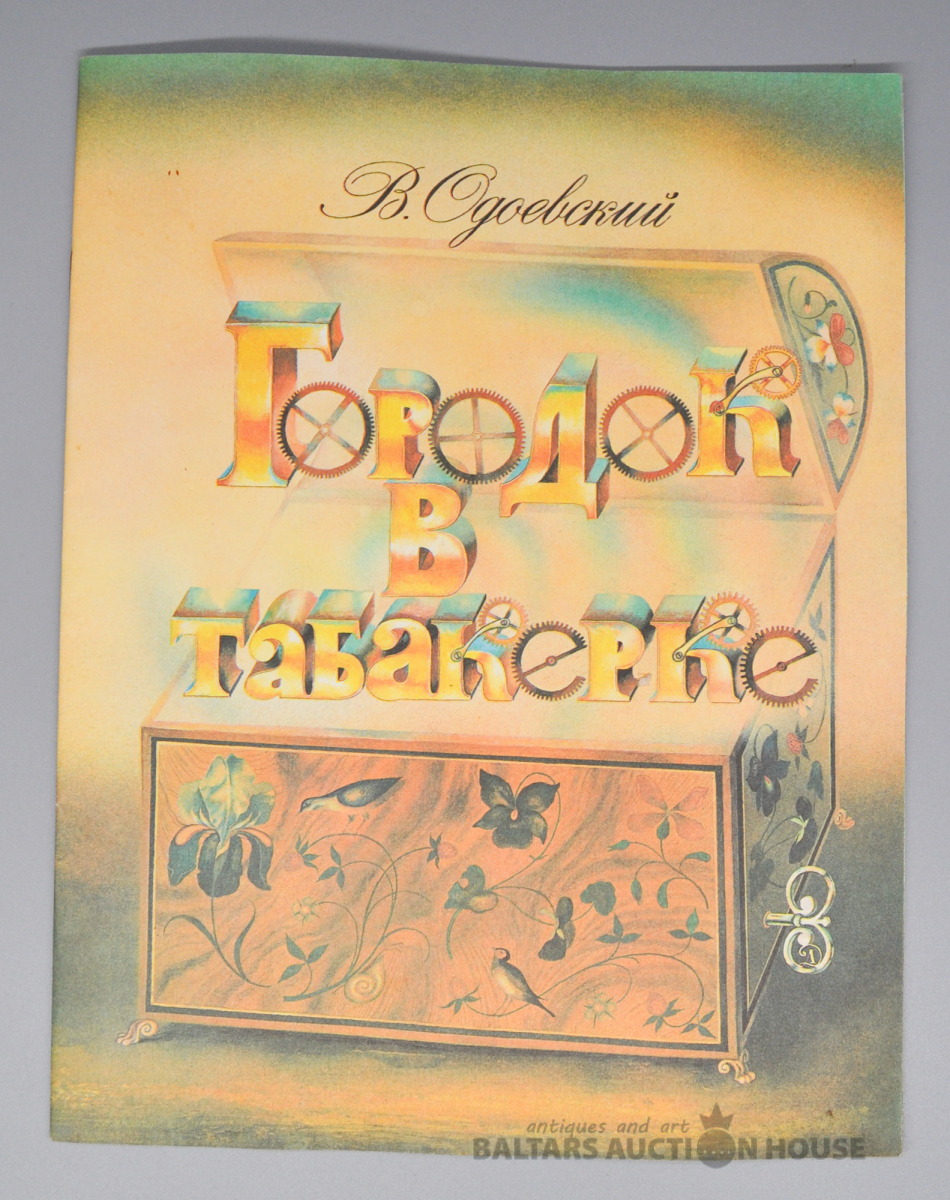 В. Одоевский
Городок
в
табакерке
antiques and art
BALTARS AUCTION HOUSE